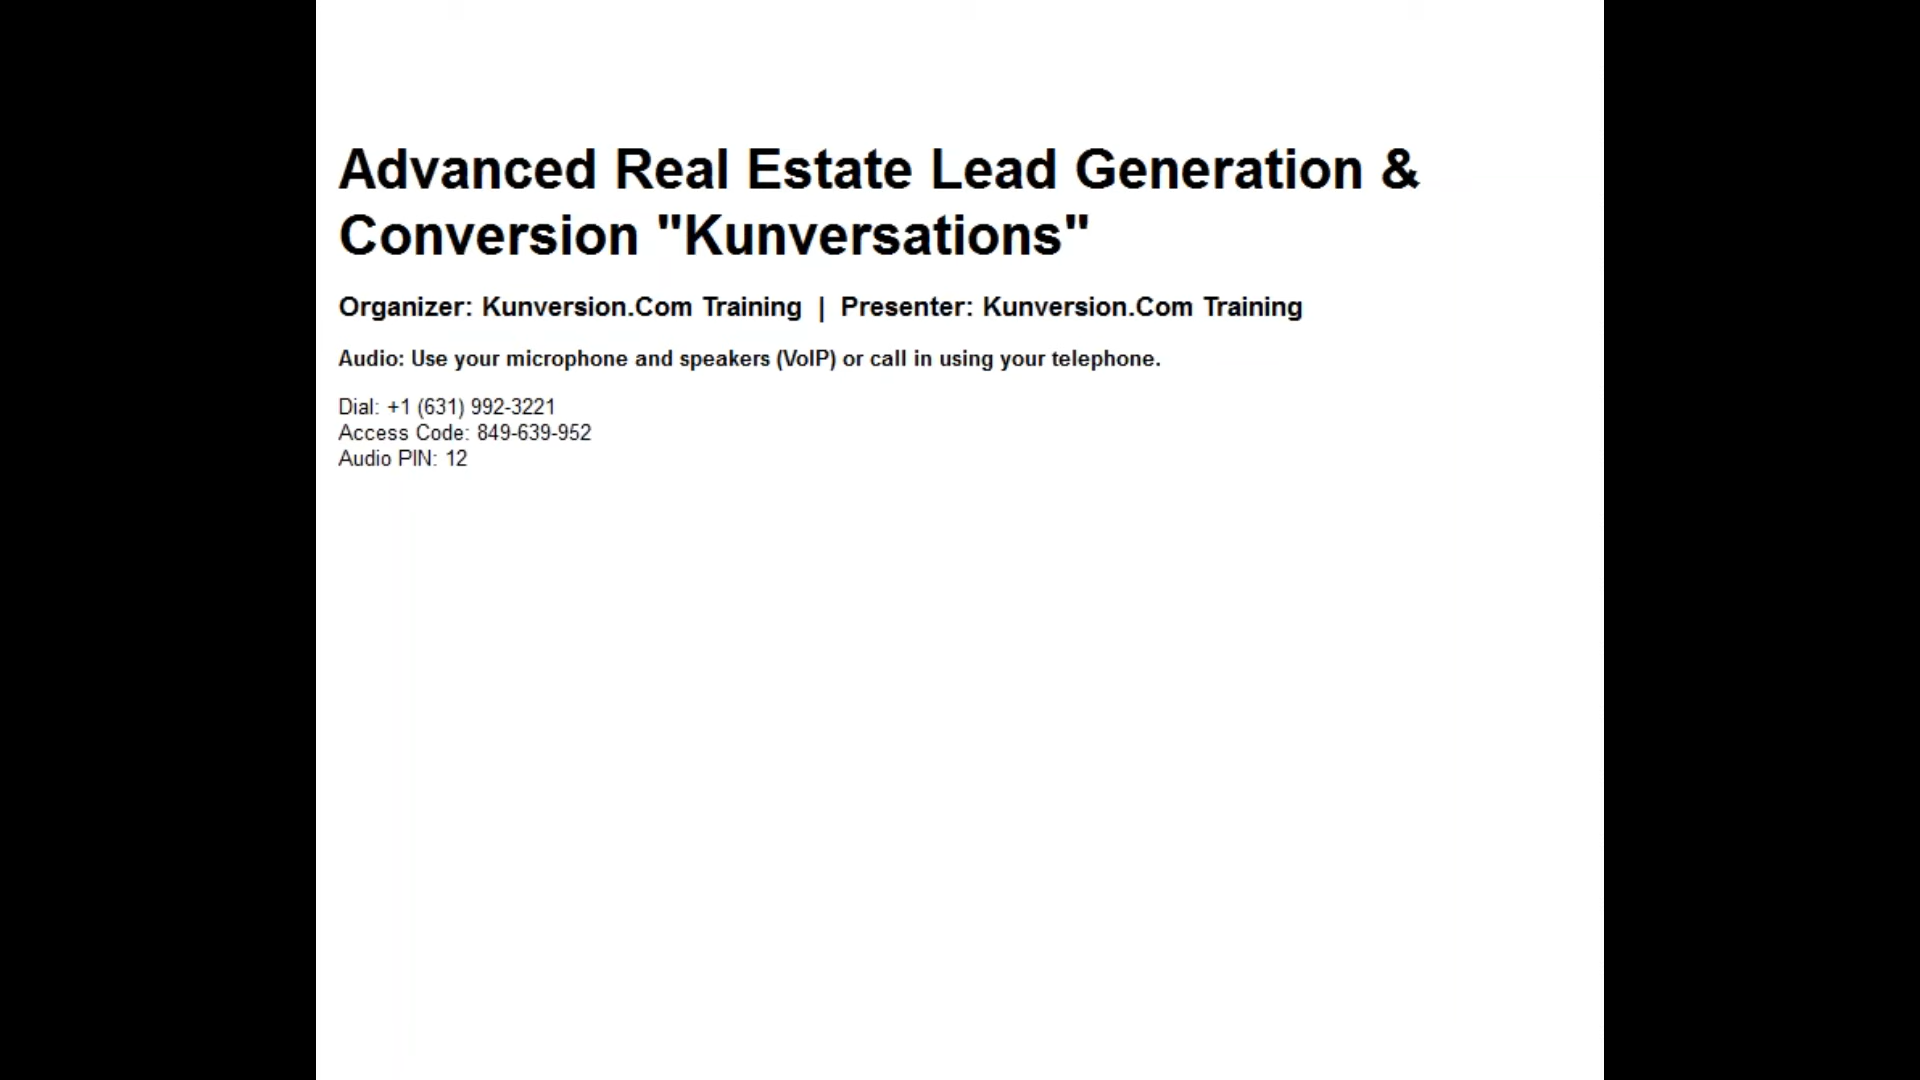 Advanced Real Estate Lead Generation &
Conversion "Kunversations"
Organizer: Kunversion.Com Training | Presenter: Kunversion.Com Training
Audio: Use your microphone and speakers (VoIP) or call in using your telephone.
Dial: +1 (631) 992-3221
Access Code: 849-639-952
Audio PIN: 12